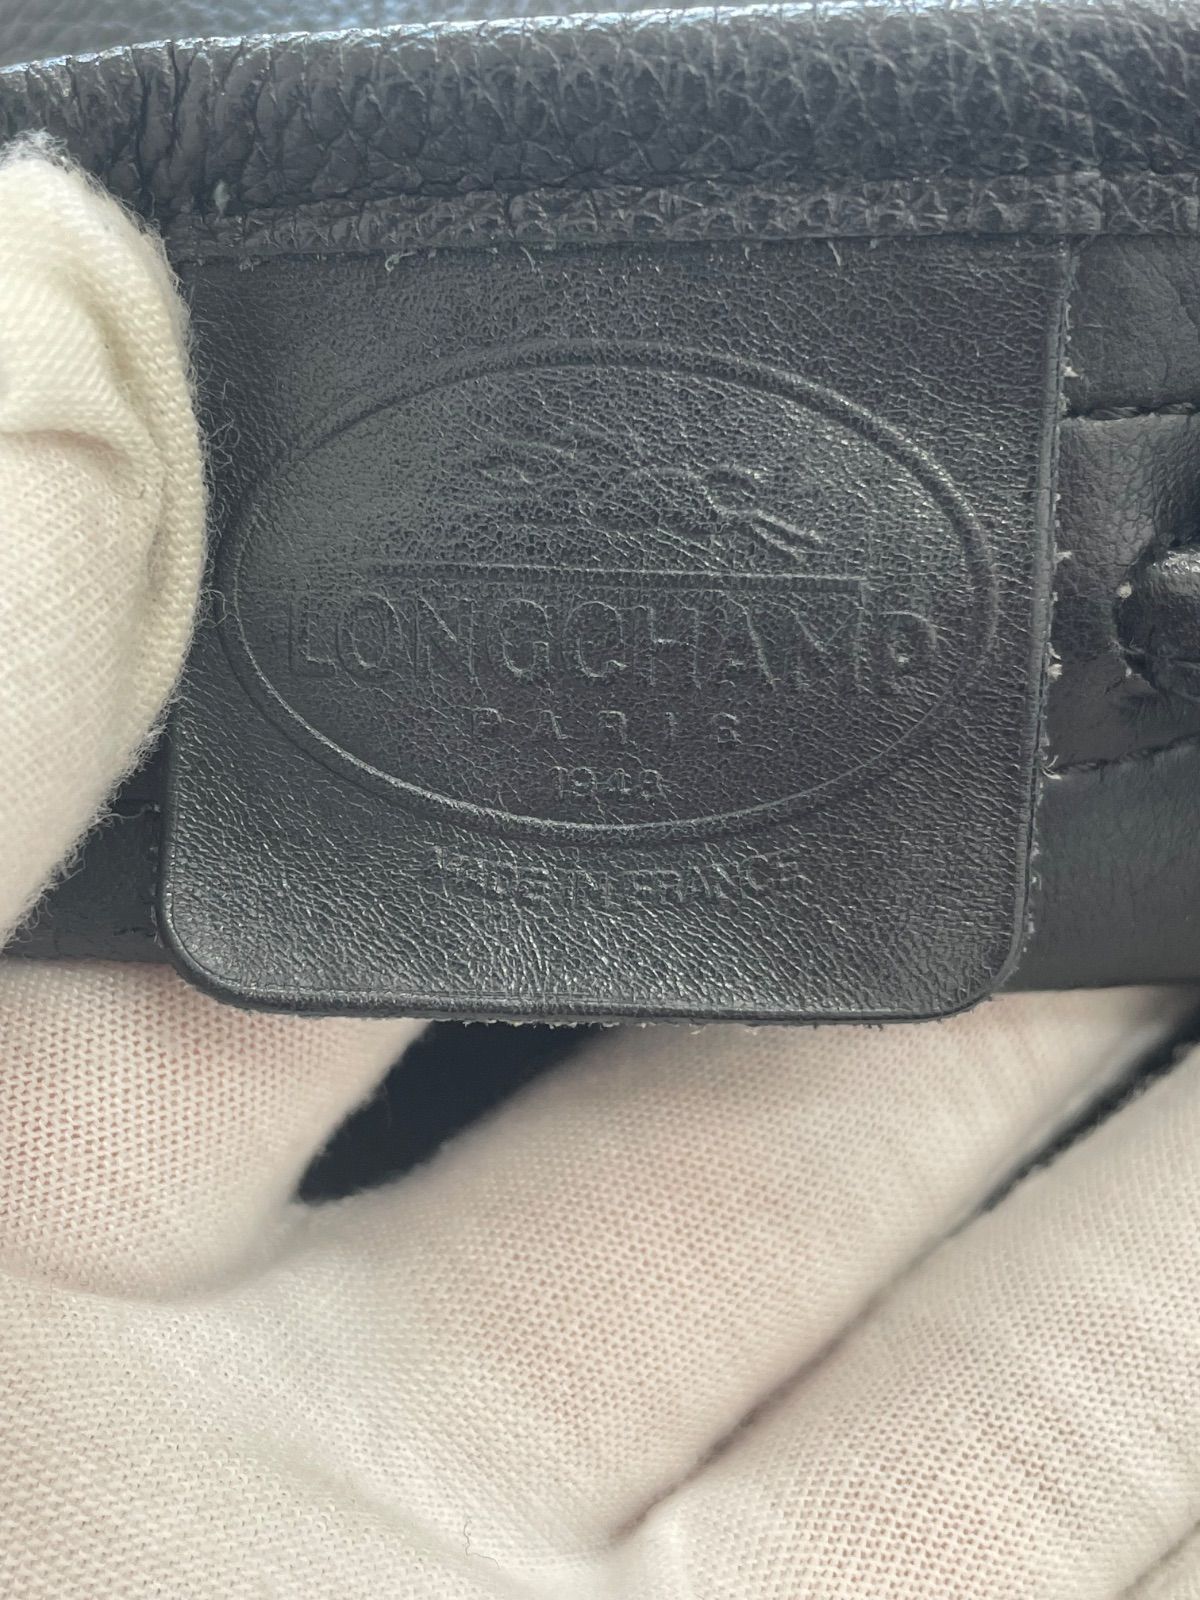 LONGCHAMP
PARIS
1948
MADE IN FRANCE